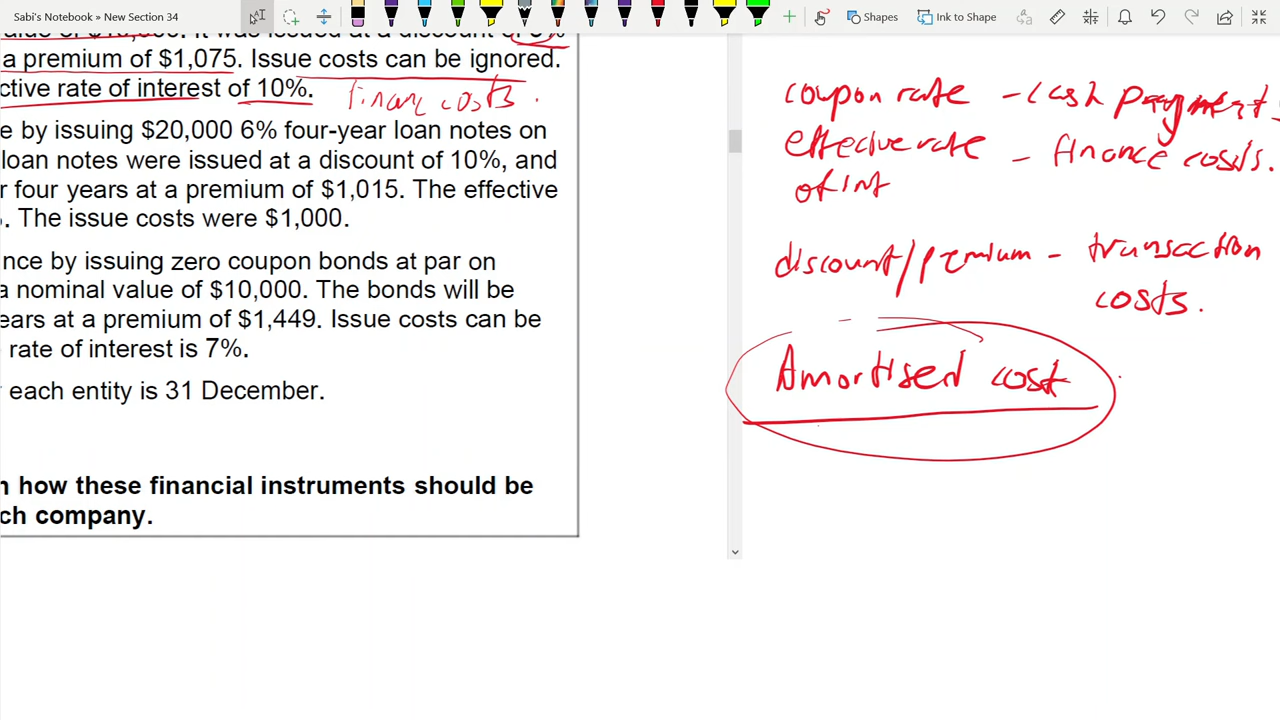 Sabi's Notebook » New Section 34
Shapes
Ink to Shape
a premium of $1,075. Issue costs can be ignored.
ctive rate of interest of 10%.
financ costs.
e by issuing $20,000 6% four-year loan notes on
loan notes were issued at a discount of 10%, and
r four years at a premium of $1,015. The effective
. The issue costs were $1,000.
nce by issuing zero coupon bonds at par on
a nominal value of $10,000. The bonds will be
ears at a premium of $1,449. Issue costs can be
rate of interest is 7%.
each entity is 31 December.
n how these financial instruments should be
ch company.
coupon rate - cash payments
effective rate - finance costs.
of int
discount/premium - transaction
costs.
Amortised cost